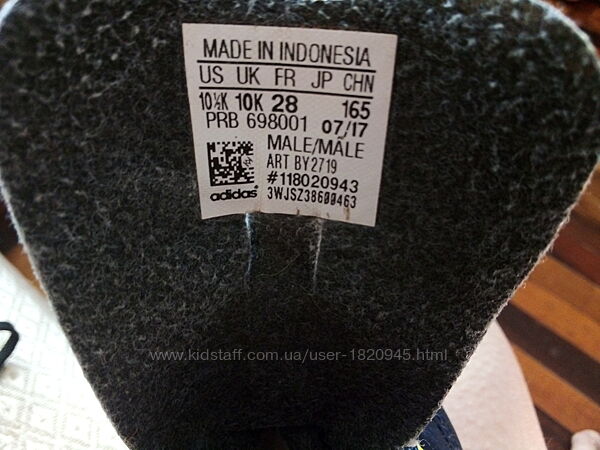 MADE IN INDONESIA
US UK FR JP CHN
10½K 10K 28 165
PRB 698001 07/17
MALE/MÂLE
ART BY2719
#118020943
adidas® 3WJSZ38600463
www.kidstaff.com.ua/user-1820945.html